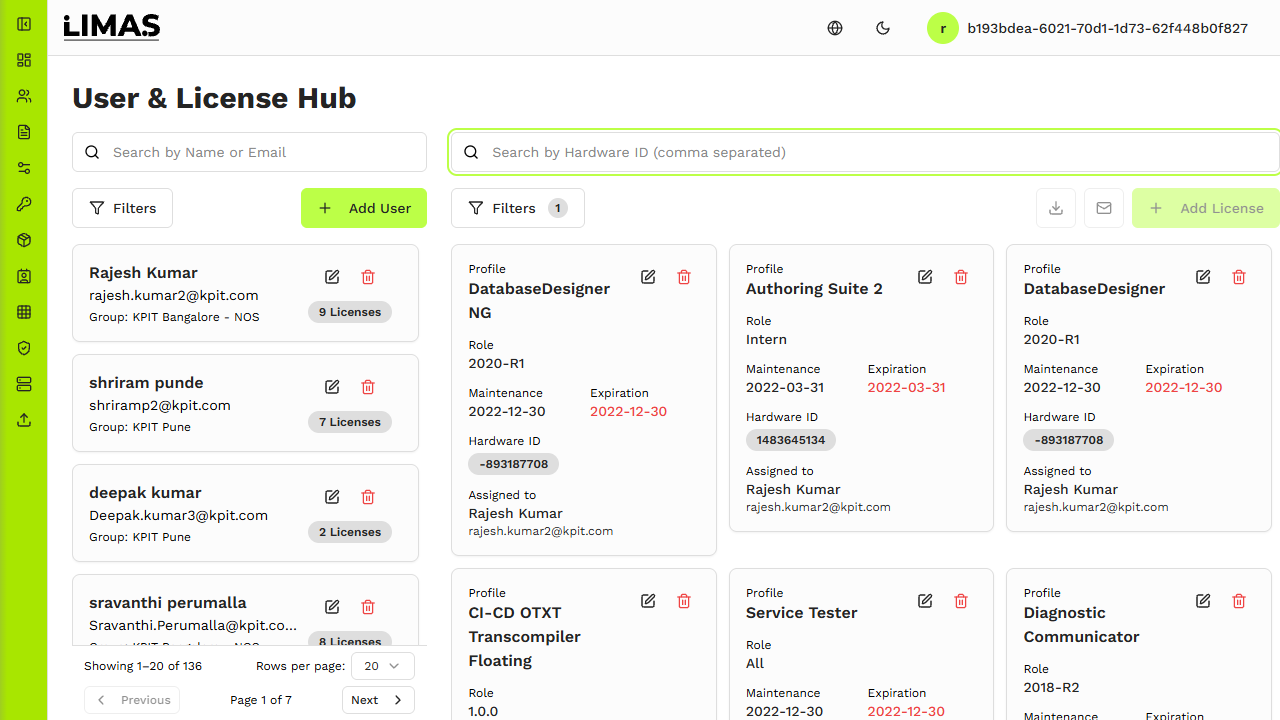 LIMAS
r
b193bdea-6021-70d1-1d73-62f448b0f827
User & License Hub
Search by Name or Email
Search by Hardware ID (comma separated)
Filters
Add User
Filters
1
Add License
Rajesh Kumar
rajesh.kumar2@kpit.com
Group: KPIT Bangalore - NOS
9 Licenses
shriram punde
shriramp2@kpit.com
Group: KPIT Pune
7 Licenses
deepak kumar
Deepak.kumar3@kpit.com
Group: KPIT Pune
2 Licenses
sravanthi perumalla
Sravanthi.Perumalla@kpit.co...
8 Licenses
Showing 1–20 of 136
Rows per page:
20
Previous
Page 1 of 7
Next
Profile
DatabaseDesigner
NG
Role
2020-R1
Maintenance
Expiration
2022-12-30
2022-12-30
Hardware ID
-893187708
Assigned to
Rajesh Kumar
rajesh.kumar2@kpit.com
Profile
Authoring Suite 2
Role
Intern
Maintenance
Expiration
2022-03-31
2022-03-31
Hardware ID
1483645134
Assigned to
Rajesh Kumar
rajesh.kumar2@kpit.com
Profile
DatabaseDesigner
Role
2020-R1
Maintenance
Expiration
2022-12-30
2022-12-30
Hardware ID
-893187708
Assigned to
Rajesh Kumar
rajesh.kumar2@kpit.com
Profile
CI-CD OTXT
Transcompiler
Floating
Role
1.0.0
Profile
Service Tester
Role
All
Maintenance
Expiration
2022-12-30
2022-12-30
Profile
Diagnostic
Communicator
Role
2018-R2
Maintenance
Expiration